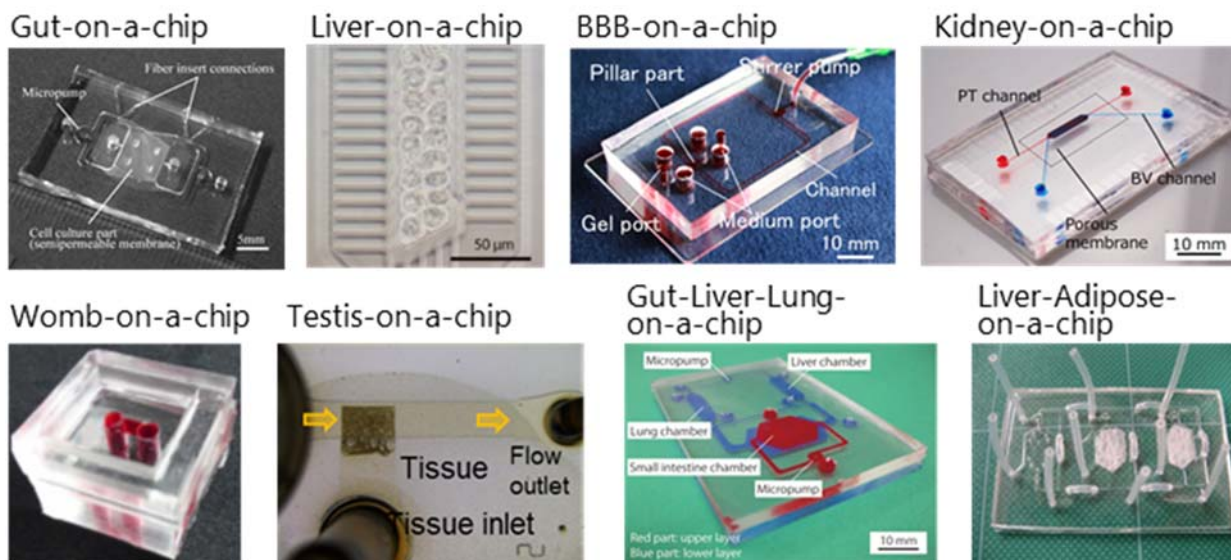 Gut-on-a-chip
Fiber insert connections
Micropump
Cell culture part
(semipermeable membrane)
5mm
Liver-on-a-chip
50 µm
BBB-on-a-chip
Pillar part
Stirrer pump
Channel
Gel port
Medium port
10 mm
Kidney-on-a-chip
PT channel
BV channel
Porous
membrane
10 mm
Womb-on-a-chip
Testis-on-a-chip
Tissue
Flow
outlet
Tissue inlet
Gut-Liver-Lung-
on-a-chip
Micropump
Liver chamber
Lung chamber
Small intestine chamber
Micropump
Red part: upper layer
Blue part: lower layer
10 mm
Liver-Adipose-
on-a-chip